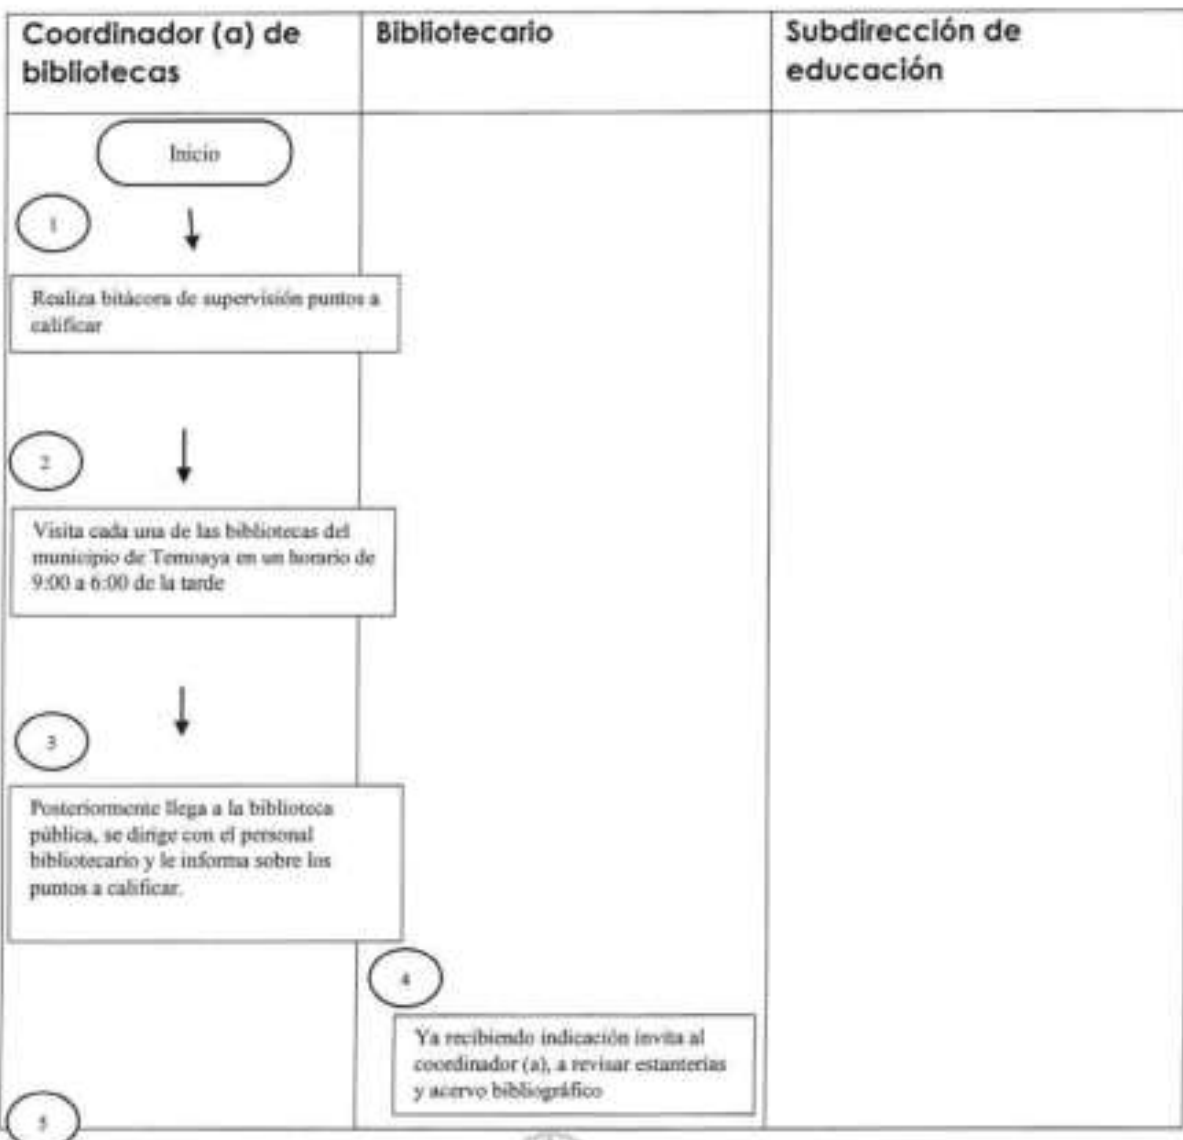 Coordinador (a) de
bibliotecas
Bibliotecario
Subdirección de
educación
Inicio
1
Realiza bitácora de supervisión puntos a
calificar
2
Visita cada una de las bibliotecas del
municipio de Temoaya en un horario de
9:00 a 6:00 de la tarde
3
Posteriormente llega a la biblioteca
pública, se dirige con el personal
bibliotecario y le informa sobre los
puntos a calificar.
4
Ya recibiendo indicación invita al
coordinador (a), a revisar estanterías
y acervo bibliográfico
5